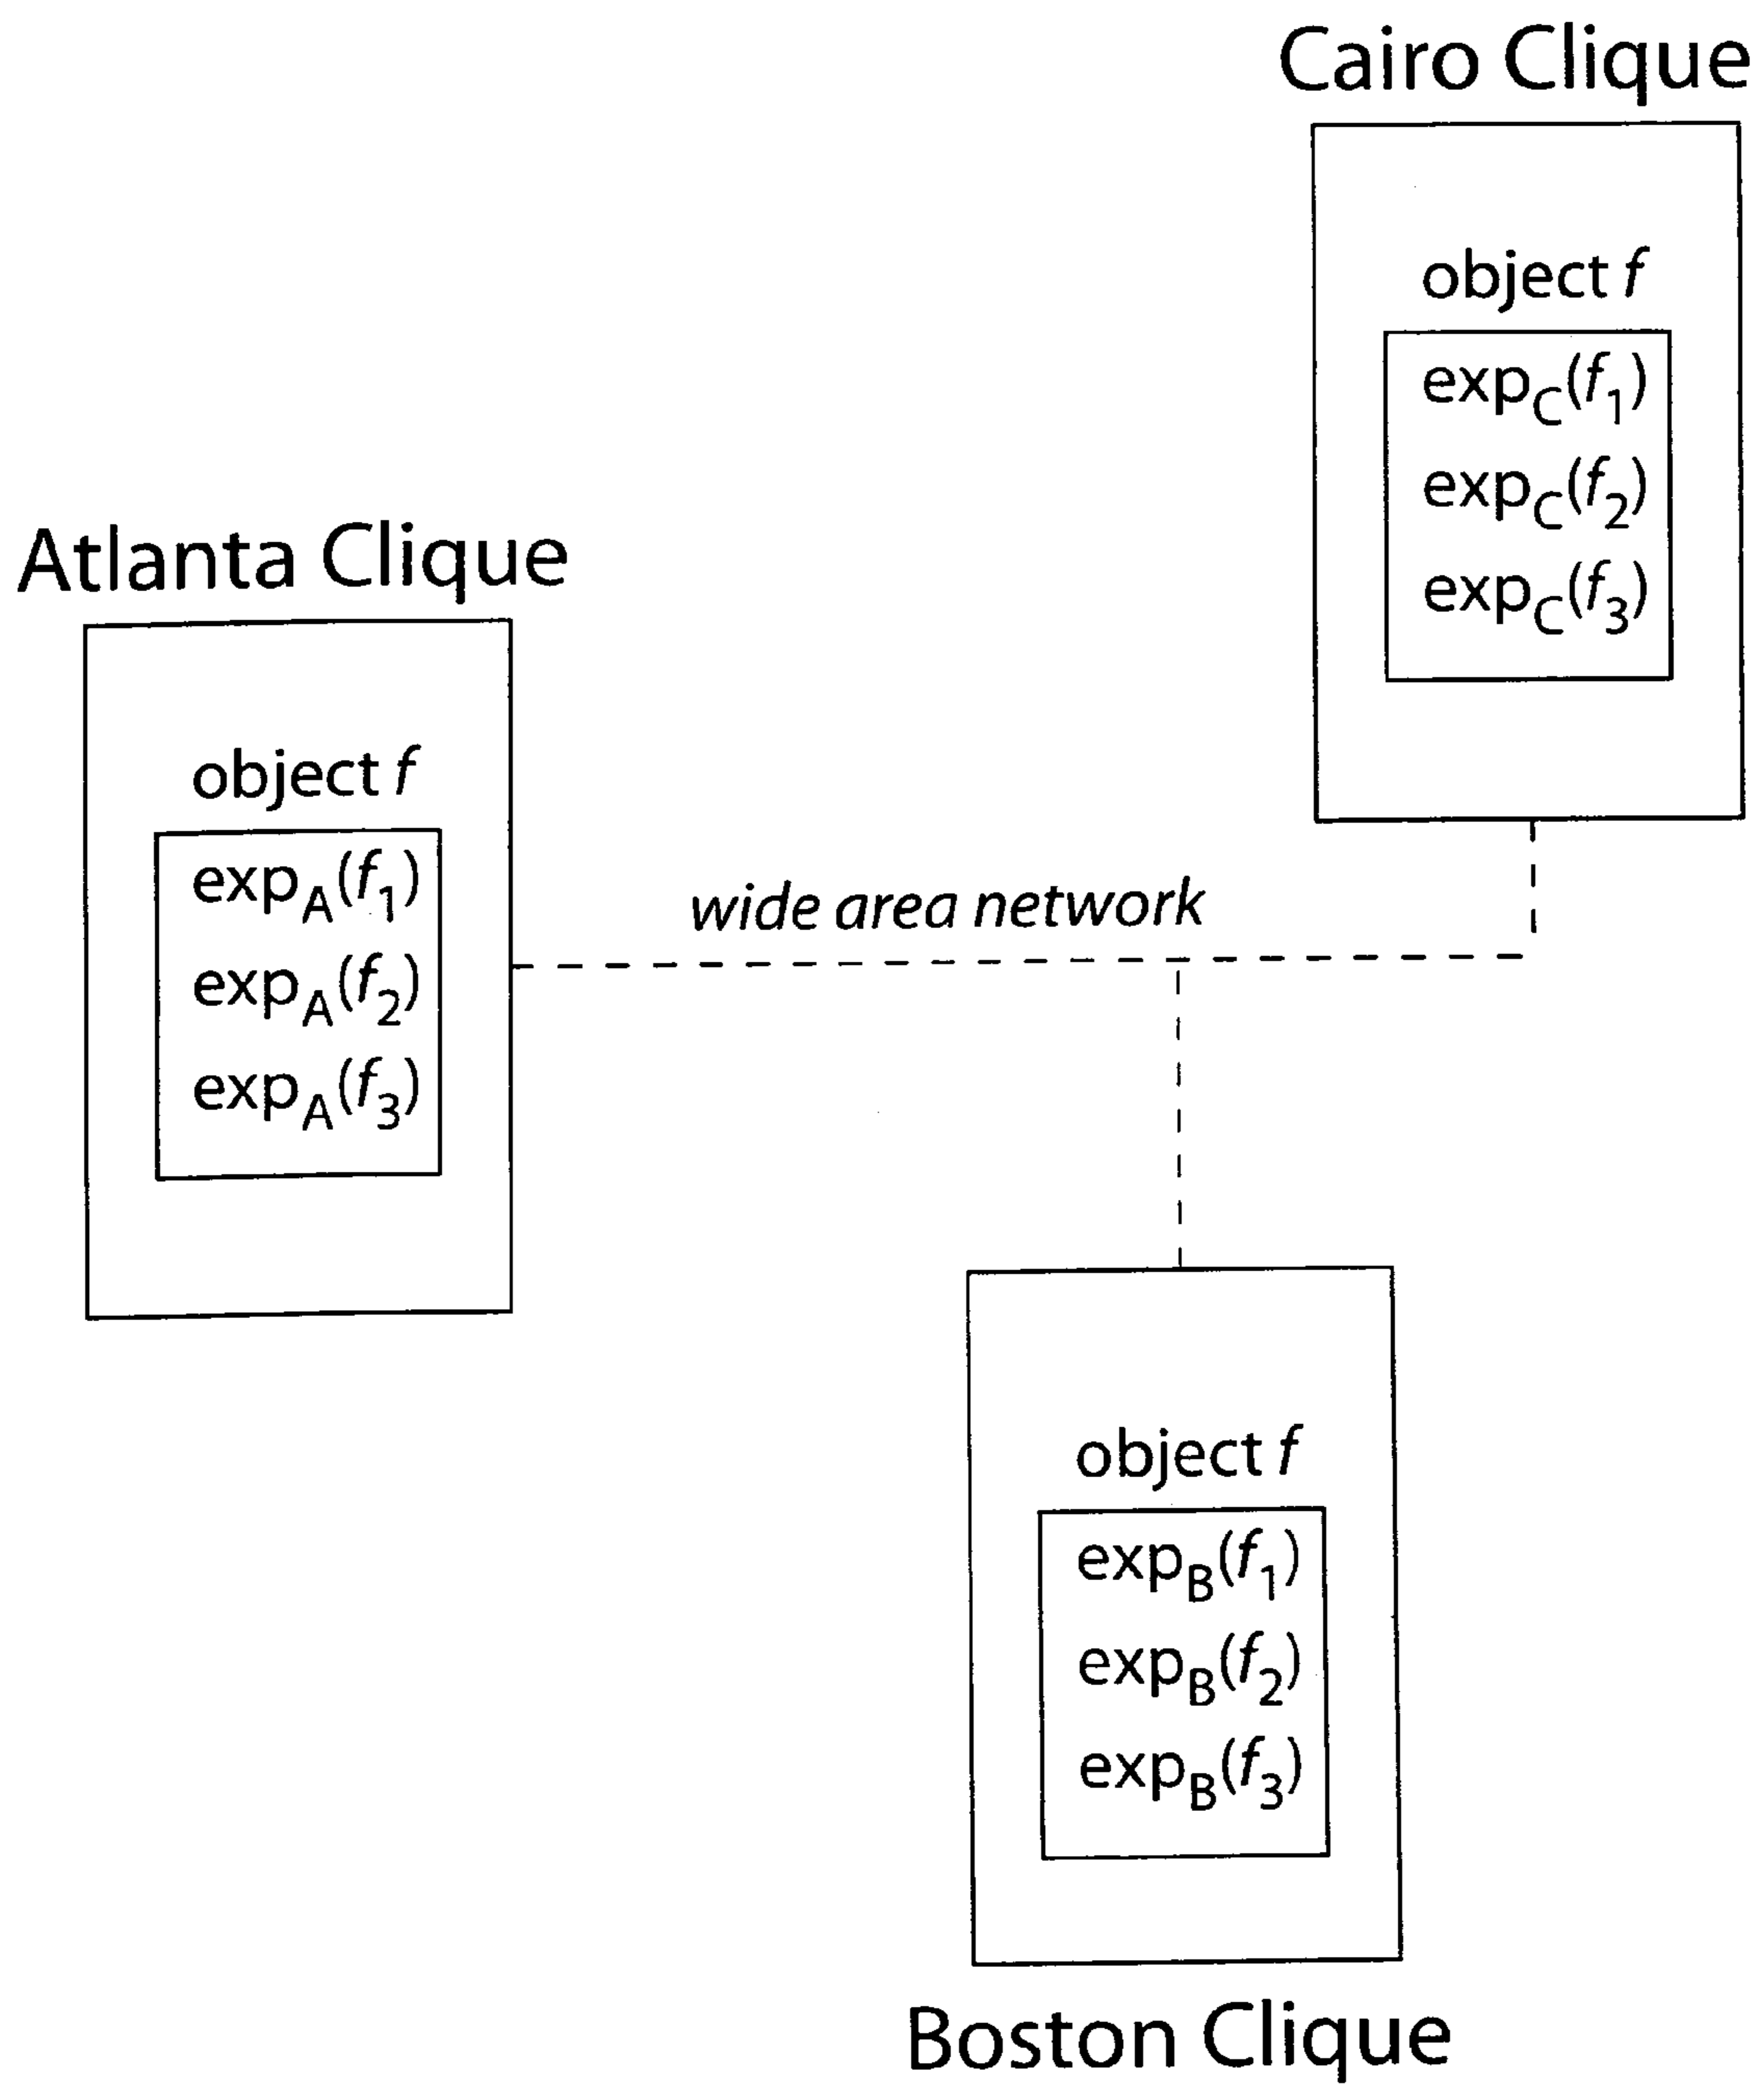 Cairo Clique
object f
exp_C(f_1)
exp_C(f_2)
exp_C(f_3)
Atlanta Clique
object f
exp_A(f_1)
exp_A(f_2)
exp_A(f_3)
wide area network
object f
exp_B(f_1)
exp_B(f_2)
exp_B(f_3)
Boston Clique